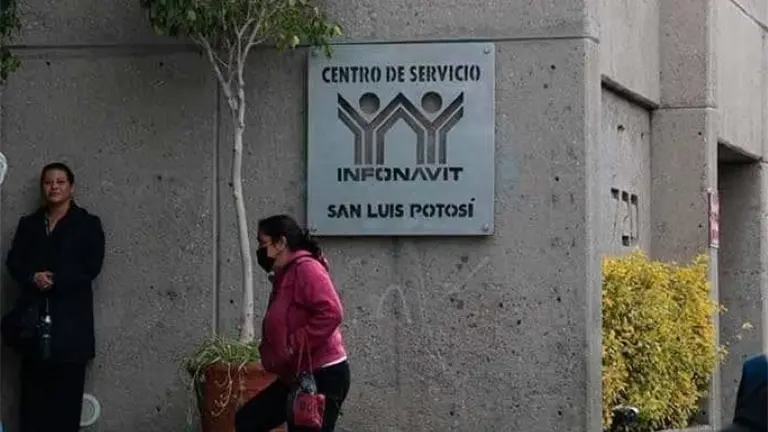 CENTRO DE SERVICIO
INFONAVIT
SAN LUIS POTOSÍ